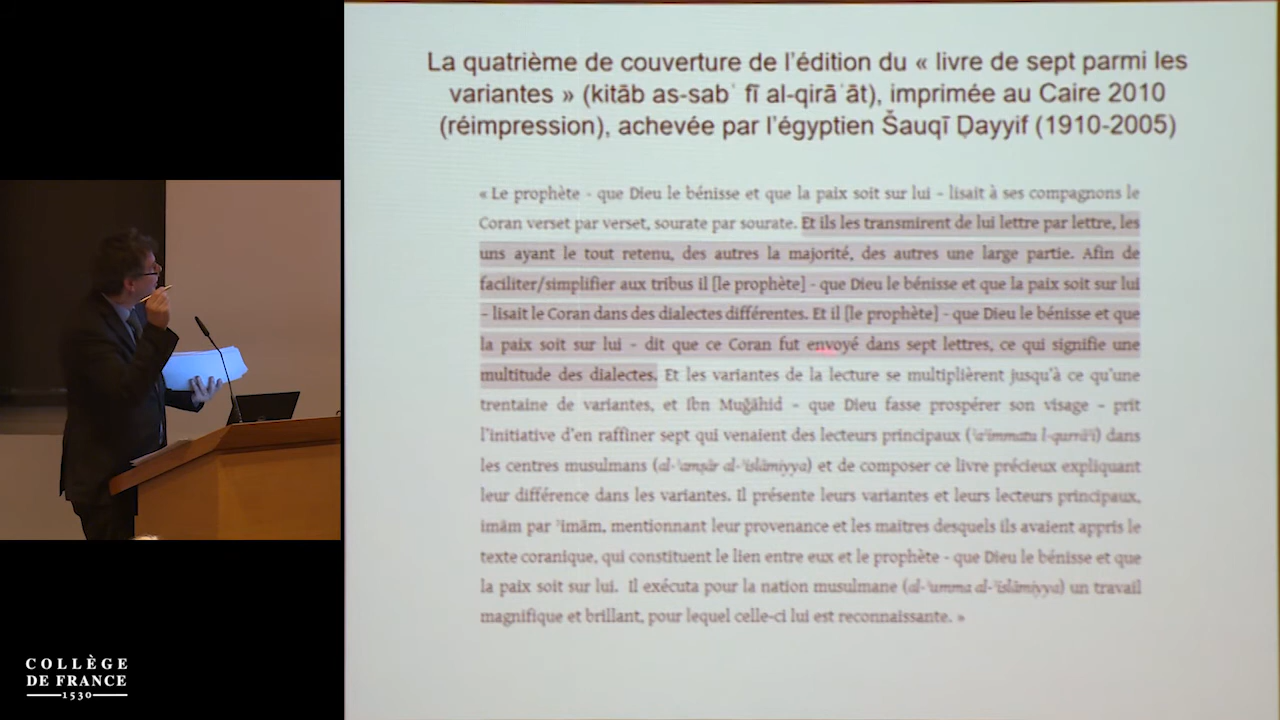 La quatrième de couverture de l'édition du « livre de sept parmi les
variantes » (kitāb as-sabʿ fī al-qirāʾāt), imprimée au Caire 2010
(réimpression), achevée par l'égyptien Šauqī Ḍayyif (1910-2005)
« Le prophète - que Dieu le bénisse et que la paix soit sur lui - lisait à ses compagnons le
Coran verset par verset, sourate par sourate. Et ils les transmirent de lui lettre par lettre, les
uns ayant le tout retenu, des autres la majorité, des autres une large partie. Afin de
faciliter/simplifier aux tribus il [le prophète] - que Dieu le bénisse et que la paix soit sur lui
- lisait le Coran dans des dialectes différentes. Et il [le prophète] - que Dieu le bénisse et que
la paix soit sur lui - dit que ce Coran fut envoyé dans sept lettres, ce qui signifie une
multitude des dialectes. Et les variantes de la lecture se multiplièrent jusqu'à ce qu'une
trentaine de variantes, et Ibn Muǧāhid - que Dieu fasse prospérer son visage - prit
l'initiative d'en raffiner sept qui venaient des lecteurs principaux (ʾaʾimmatu l-qurrāʾi) dans
les centres musulmans (al-ʾamṣār al-ʾislāmiyya) et de composer ce livre précieux expliquant
leur différence dans les variantes. Il présente leurs variantes et leurs lecteurs principaux,
imām par ʾimām, mentionnant leur provenance et les maîtres desquels ils avaient appris le
texte coranique, qui constituent le lien entre eux et le prophète - que Dieu le bénisse et que
la paix soit sur lui. Il exécuta pour la nation musulmane (al-ʾumma al-ʾislāmiyya) un travail
magnifique et brillant, pour lequel celle-ci lui est reconnaissante. »
COLLÈGE
DE FRANCE
1530